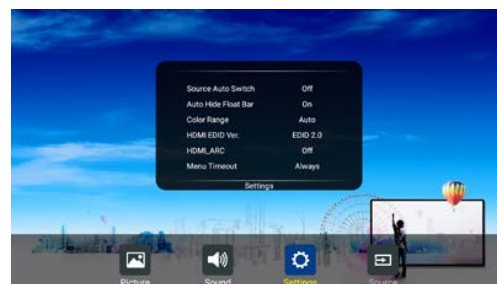 Source Auto Switch Off
Auto Hide Float Bar On
Color Range Auto
HDMI EDID Ver. EDID 2.0
HDMI_ARC Off
Menu Timeout Always
Settings
Picture Sound Settings Source